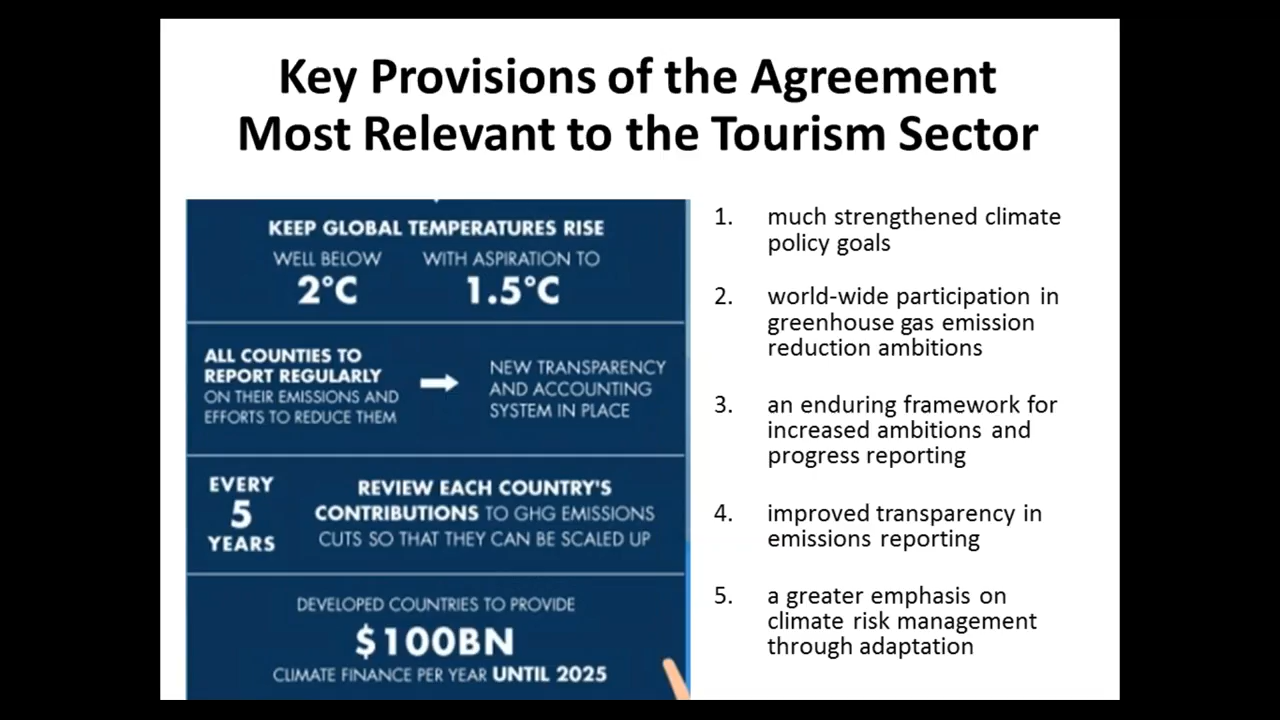 Key Provisions of the Agreement
Most Relevant to the Tourism Sector
KEEP GLOBAL TEMPERATURES RISE
WELL BELOW
2°C
WITH ASPIRATION TO
1.5°C
ALL COUNTIES TO
REPORT REGULARLY
ON THEIR EMISSIONS AND
EFFORTS TO REDUCE THEM
NEW TRANSPARENCY
AND ACCOUNTING
SYSTEM IN PLACE
EVERY
5
YEARS
REVIEW EACH COUNTRY'S
CONTRIBUTIONS TO GHG EMISSIONS
CUTS SO THAT THEY CAN BE SCALED UP
DEVELOPED COUNTRIES TO PROVIDE
$100BN
CLIMATE FINANCE PER YEAR UNTIL 2025
1. much strengthened climate
policy goals
2. world-wide participation in
greenhouse gas emission
reduction ambitions
3. an enduring framework for
increased ambitions and
progress reporting
4. improved transparency in
emissions reporting
5. a greater emphasis on
climate risk management
through adaptation